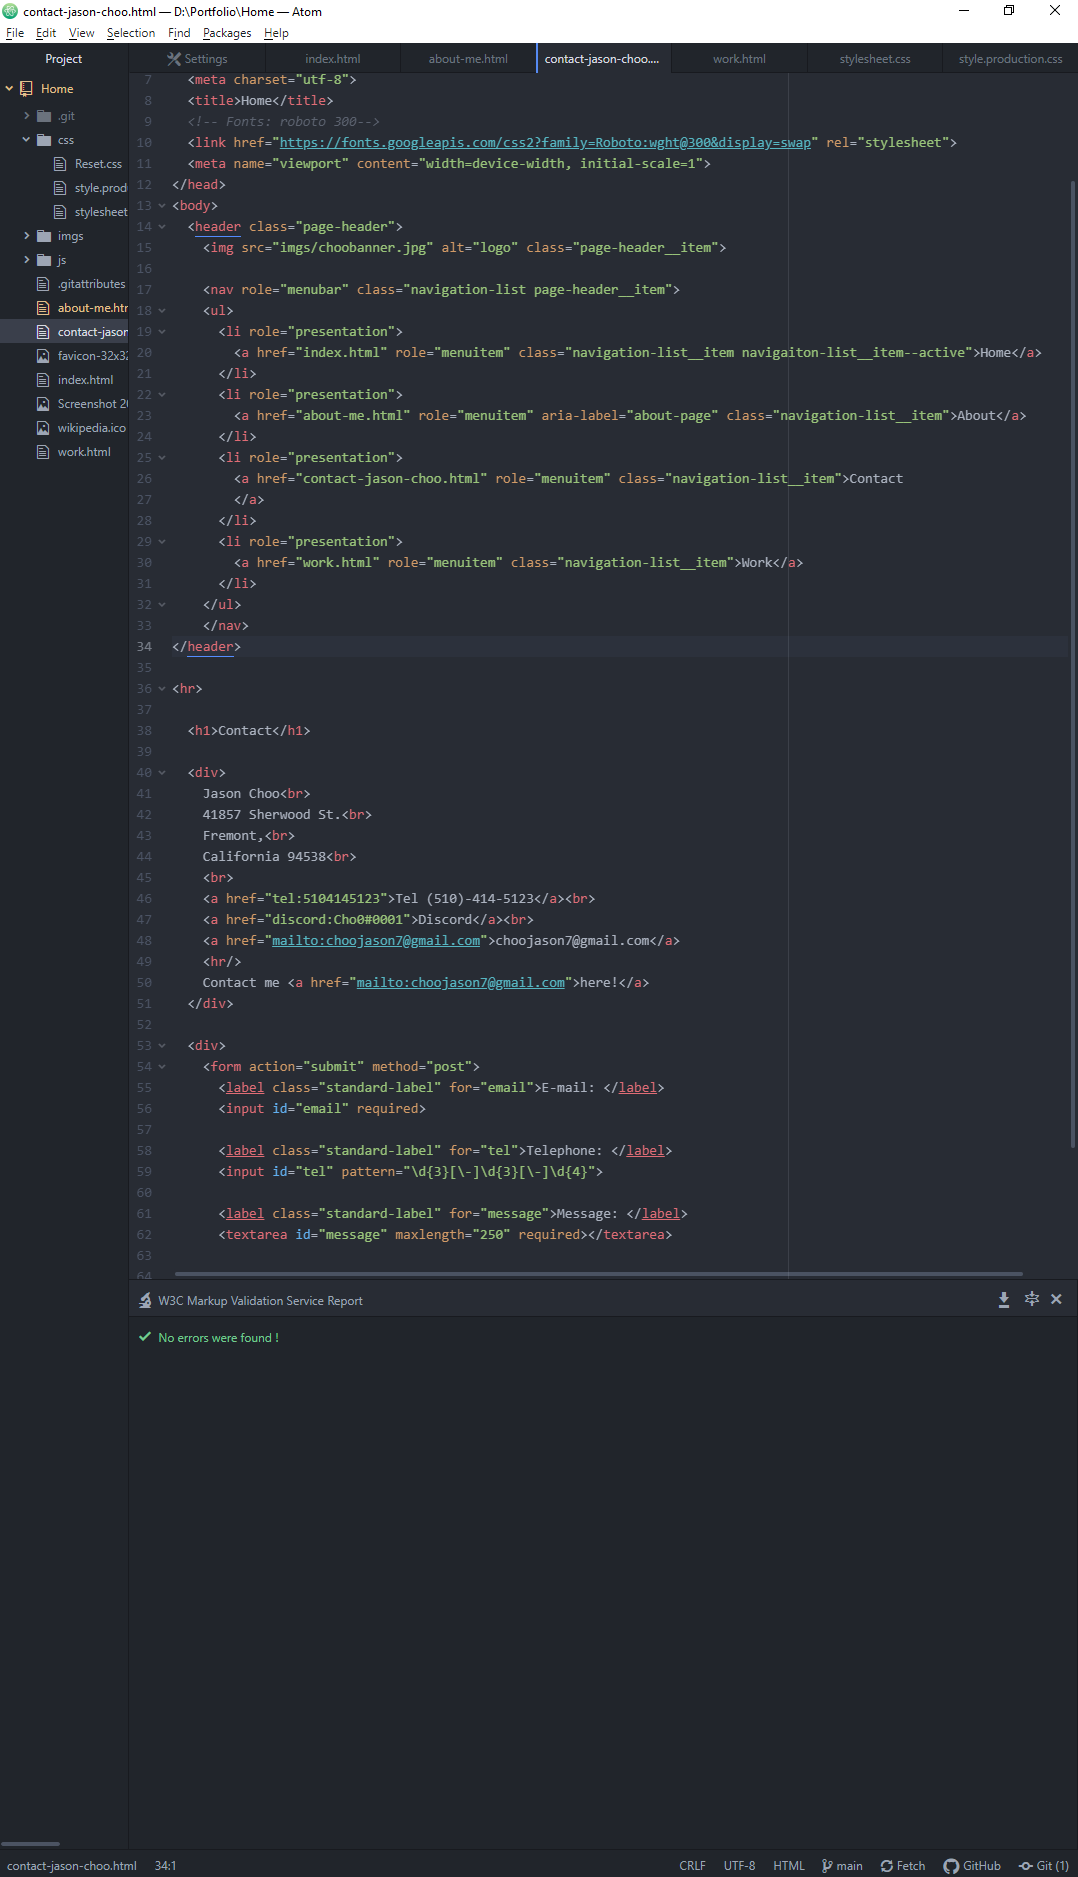 contact-jason-choo.html — D:\Portfolio\Home — Atom
File Edit View Selection Find Packages Help
Project
Settings
index.html
about-me.html
contact-jason-choo....
work.html
stylesheet.css
style.production.css
Home
.git
css
Reset.css
style.prod
stylesheet
imgs
js
.gitattributes
about-me.htr
contact-jason
favicon-32x32
index.html
Screenshot 20
wikipedia.ico
work.html
7 <meta charset="utf-8">
8 <title>Home</title>
9 <!-- Fonts: roboto 300-->
10 <link href="https://fonts.googleapis.com/css2?family=Roboto:wght@300&display=swap" rel="stylesheet">
11 <meta name="viewport" content="width=device-width, initial-scale=1">
12 </head>
13 <body>
14 <header class="page-header">
15 <img src="imgs/choobanner.jpg" alt="logo" class="page-header__item">
16
17 <nav role="menubar" class="navigation-list page-header__item">
18 <ul>
19 <li role="presentation">
20 <a href="index.html" role="menuitem" class="navigation-list__item navigaiton-list__item--active">Home</a>
21 </li>
22 <li role="presentation">
23 <a href="about-me.html" role="menuitem" aria-label="about-page" class="navigation-list__item">About</a>
24 </li>
25 <li role="presentation">
26 <a href="contact-jason-choo.html" role="menuitem" class="navigation-list__item">Contact
27 </a>
28 </li>
29 <li role="presentation">
30 <a href="work.html" role="menuitem" class="navigation-list__item">Work</a>
31 </li>
32 </ul>
33 </nav>
34 </header>
35
36 <hr>
37
38 <h1>Contact</h1>
39
40 <div>
41 Jason Choo<br>
42 41857 Sherwood St.<br>
43 Fremont,<br>
44 California 94538<br>
45 <br>
46 <a href="tel:5104145123">Tel (510)-414-5123</a><br>
47 <a href="discord:Cho0#0001">Discord</a><br>
48 <a href="mailto:choojason7@gmail.com">choojason7@gmail.com</a>
49 <hr/>
50 Contact me <a href="mailto:choojason7@gmail.com">here!</a>
51 </div>
52
53 <div>
54 <form action="submit" method="post">
55 <label class="standard-label" for="email">E-mail: </label>
56 <input id="email" required>
57
58 <label class="standard-label" for="tel">Telephone: </label>
59 <input id="tel" pattern="\d{3}[\-]\d{3}[\-]\d{4}">
60
61 <label class="standard-label" for="message">Message: </label>
62 <textarea id="message" maxlength="250" required></textarea>
63
64
W3C Markup Validation Service Report
No errors were found !
contact-jason-choo.html 34:1 CRLF UTF-8 HTML main Fetch GitHub Git (1)